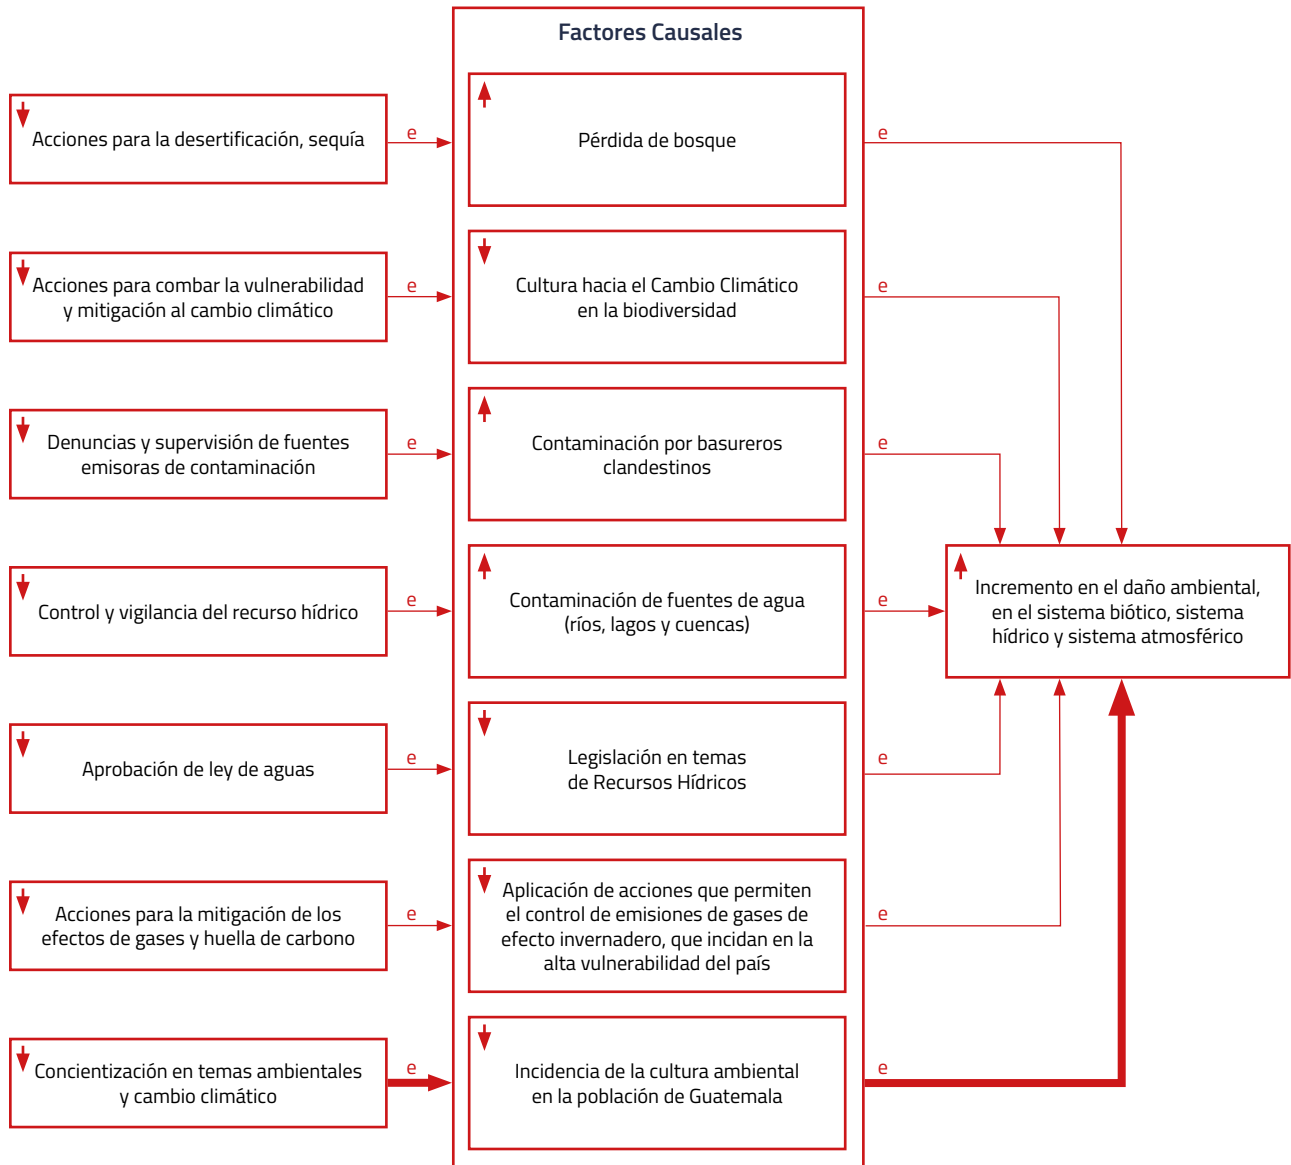 Factores Causales
Acciones para la desertificación, sequía
e
Pérdida de bosque
e
Acciones para combar la vulnerabilidad
y mitigación al cambio climático
e
Cultura hacia el Cambio Climático
en la biodiversidad
e
Denuncias y supervisión de fuentes
emisoras de contaminación
e
Contaminación por basureros
clandestinos
e
Control y vigilancia del recurso hídrico
e
Contaminación de fuentes de agua
(ríos, lagos y cuencas)
e
Incremento en el daño ambiental,
en el sistema biótico, sistema
hídrico y sistema atmosférico
Aprobación de ley de aguas
e
Legislación en temas
de Recursos Hídricos
e
Acciones para la mitigación de los
efectos de gases y huella de carbono
e
Aplicación de acciones que permiten
el control de emisiones de gases de
efecto invernadero, que incidan en la
alta vulnerabilidad del país
e
Concientización en temas ambientales
y cambio climático
e
Incidencia de la cultura ambiental
en la población de Guatemala
e